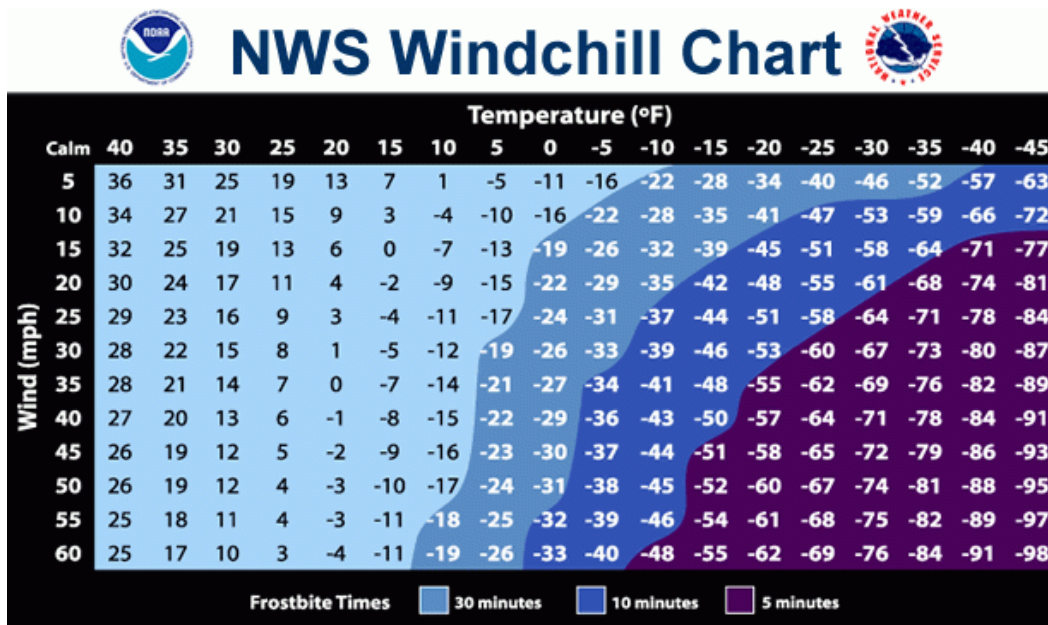 NOAA
NWS Windchill Chart
NATIONAL WEATHER SERVICE
Temperature (ºF)
Calm 40 35 30 25 20 15 10 5 0 -5 -10 -15 -20 -25 -30 -35 -40 -45
5 36 31 25 19 13 7 1 -5 -11 -16 -22 -28 -34 -40 -46 -52 -57 -63
10 34 27 21 15 9 3 -4 -10 -16 -22 -28 -35 -41 -47 -53 -59 -66 -72
15 32 25 19 13 6 0 -7 -13 -19 -26 -32 -39 -45 -51 -58 -64 -71 -77
20 30 24 17 11 4 -2 -9 -15 -22 -29 -35 -42 -48 -55 -61 -68 -74 -81
25 29 23 16 9 3 -4 -11 -17 -24 -31 -37 -44 -51 -58 -64 -71 -78 -84
30 28 22 15 8 1 -5 -12 -19 -26 -33 -39 -46 -53 -60 -67 -73 -80 -87
35 28 21 14 7 0 -7 -14 -21 -27 -34 -41 -48 -55 -62 -69 -76 -82 -89
40 27 20 13 6 -1 -8 -15 -22 -29 -36 -43 -50 -57 -64 -71 -78 -84 -91
45 26 19 12 5 -2 -9 -16 -23 -30 -37 -44 -51 -58 -65 -72 -79 -86 -93
50 26 19 12 4 -3 -10 -17 -24 -31 -38 -45 -52 -60 -67 -74 -81 -88 -95
55 25 18 11 4 -3 -11 -18 -25 -32 -39 -46 -54 -61 -68 -75 -82 -89 -97
60 25 17 10 3 -4 -11 -19 -26 -33 -40 -48 -55 -62 -69 -76 -84 -91 -98
Wind (mph)
Frostbite Times 30 minutes 10 minutes 5 minutes